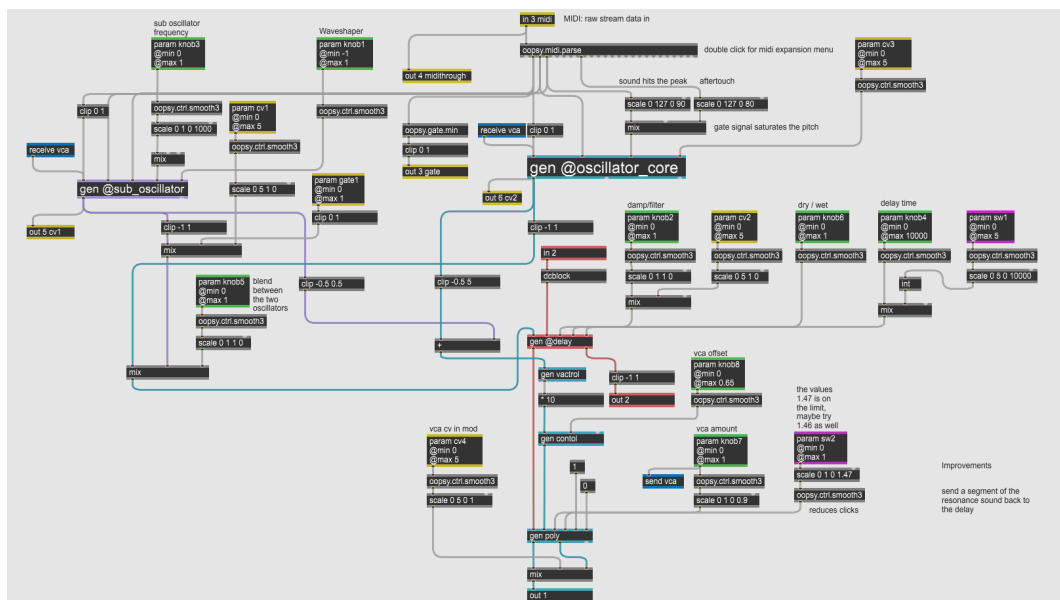 in 3 midi
MIDI: raw stream data in
sub oscillator
frequency
Waveshaper
param knob3
@min 0
@max 1
param knob1
@min -1
@max 1
oopsy.midi.parse
double click for midi expansion menu
param cv3
@min 0
@max 5
out 4 midithrough
sound hits the peak
aftertouch
oopsy.ctrl.smooth3
clip 0 1
oopsy.ctrl.smooth3
param cv1
@min 0
@max 5
oopsy.ctrl.smooth3
scale 0 127 0 90
scale 0 127 0 80
scale 0 1 0 1000
oopsy.gate.min
receive vca
clip 0 1
mix
gate signal saturates the pitch
receive vca
mix
oopsy.ctrl.smooth3
clip 0 1
gen @oscillator_core
out 3 gate
gen @sub_oscillator
scale 0 5 1 0
param gate1
@min 0
@max 1
out 6 cv2
clip 0 1
damp/filter
dry / wet
delay time
param knob2
@min 0
@max 1
param cv2
@min 0
@max 5
param knob6
@min 0
@max 1
param knob4
@min 0
@max 10000
param sw1
@min 0
@max 5
out 5 cv1
clip -1 1
clip -1 1
mix
in 2
oopsy.ctrl.smooth3
oopsy.ctrl.smooth3
oopsy.ctrl.smooth3
oopsy.ctrl.smooth3
oopsy.ctrl.smooth3
param knob5
@min 0
@max 1
blend
between
the two
oscillators
clip -0.5 0.5
clip -0.5 5
dcblock
scale 0 1 1 0
scale 0 5 1 0
int
scale 0 5 0 10000
mix
mix
oopsy.ctrl.smooth3
scale 0 1 1 0
+
gen @delay
mix
gen vactrol
clip -1 1
vca offset
param knob8
@min 0
@max 0.65
* 10
out 2
oopsy.ctrl.smooth3
the values
1.47 is on
the limit,
maybe try
1.46 as well
vca cv in mod
param cv4
@min 0
@max 5
gen contol
vca amount
param knob7
@min 0
@max 1
param sw2
@min 0
@max 1
1
0
send vca
oopsy.ctrl.smooth3
scale 0 1 0 1.47
Improvements
oopsy.ctrl.smooth3
scale 0 5 0 1
scale 0 1 0 0.9
oopsy.ctrl.smooth3
reduces clicks
send a segment of the
resonance sound back to
the delay
gen poly
mix
out 1